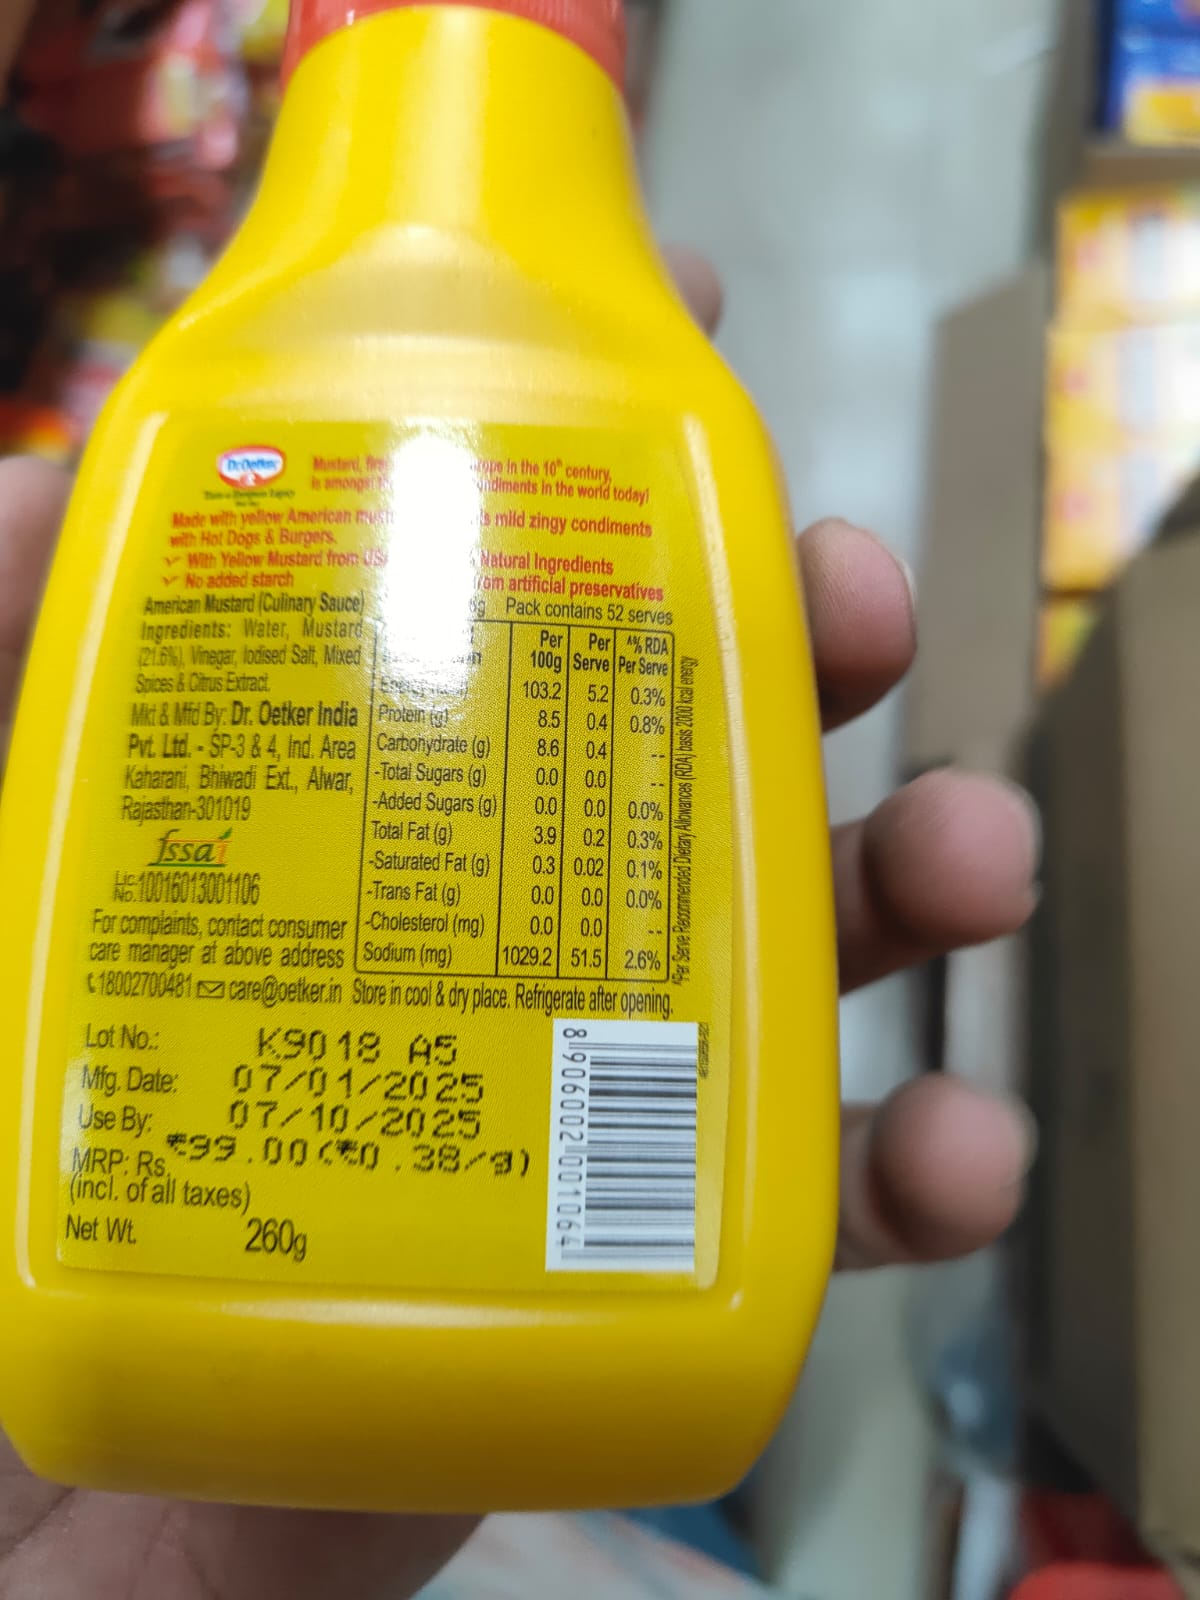 Dr.Oetker
Mustard, first rope in the 10th century,
is amongst ndiments in the world today!
Made with yellow American must s mild zingy condiments
with Hot Dogs & Burgers.
✓ With Yellow Mustard from US Natural Ingredients
✓ No added starch om artificial preservatives
American Mustard (Culinary Sauce) g Pack contains 52 serves
Ingredients: Water, Mustard
(21.6%), Vinegar, Iodised Salt, Mixed
Spices & Citrus Extract.
Mkt & Mfd By: Dr. Oetker India
Pvt. Ltd. - SP-3 & 4, Ind. Area
Kaharani, Bhiwadi Ext., Alwar,
Rajasthan-301019
fssai
Lic. No. 10016013001106
For complaints, contact consumer
care manager at above address
Per 100g Per Serve ^% RDA Per Serve
Energy 103.2 5.2 0.3%
Protein (g) 8.5 0.4 0.8%
Carbohydrate (g) 8.6 0.4 --
-Total Sugars (g) 0.0 0.0 --
-Added Sugars (g) 0.0 0.0 0.0%
Total Fat (g) 3.9 0.2 0.3%
-Saturated Fat (g) 0.3 0.02 0.1%
-Trans Fat (g) 0.0 0.0 0.0%
-Cholesterol (mg) 0.0 0.0 --
Sodium (mg) 1029.2 51.5 2.6%
^Per Serve Recommended Dietary Allowances (RDA) basis 2000 kcal energy
18002700481 care@oetker.in Store in cool & dry place. Refrigerate after opening.
Lot No.: K9018 A5
Mfg. Date: 07/01/2025
Use By: 07/10/2025
MRP: Rs. ₹99.00(₹0.38/g)
(incl. of all taxes)
Net Wt. 260g
8 906002 001064